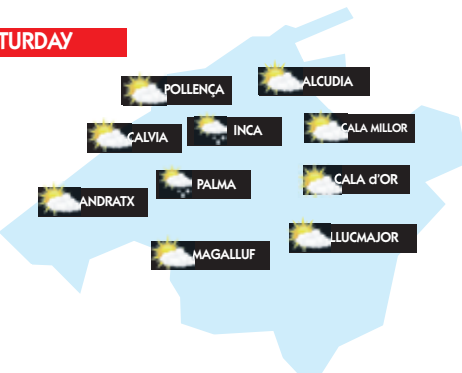 TURDAY
POLLENÇA
ALCUDIA
CALVIA
INCA
CALA MILLOR
PALMA
CALA d'OR
ANDRATX
LLUCMAJOR
MAGALLUF